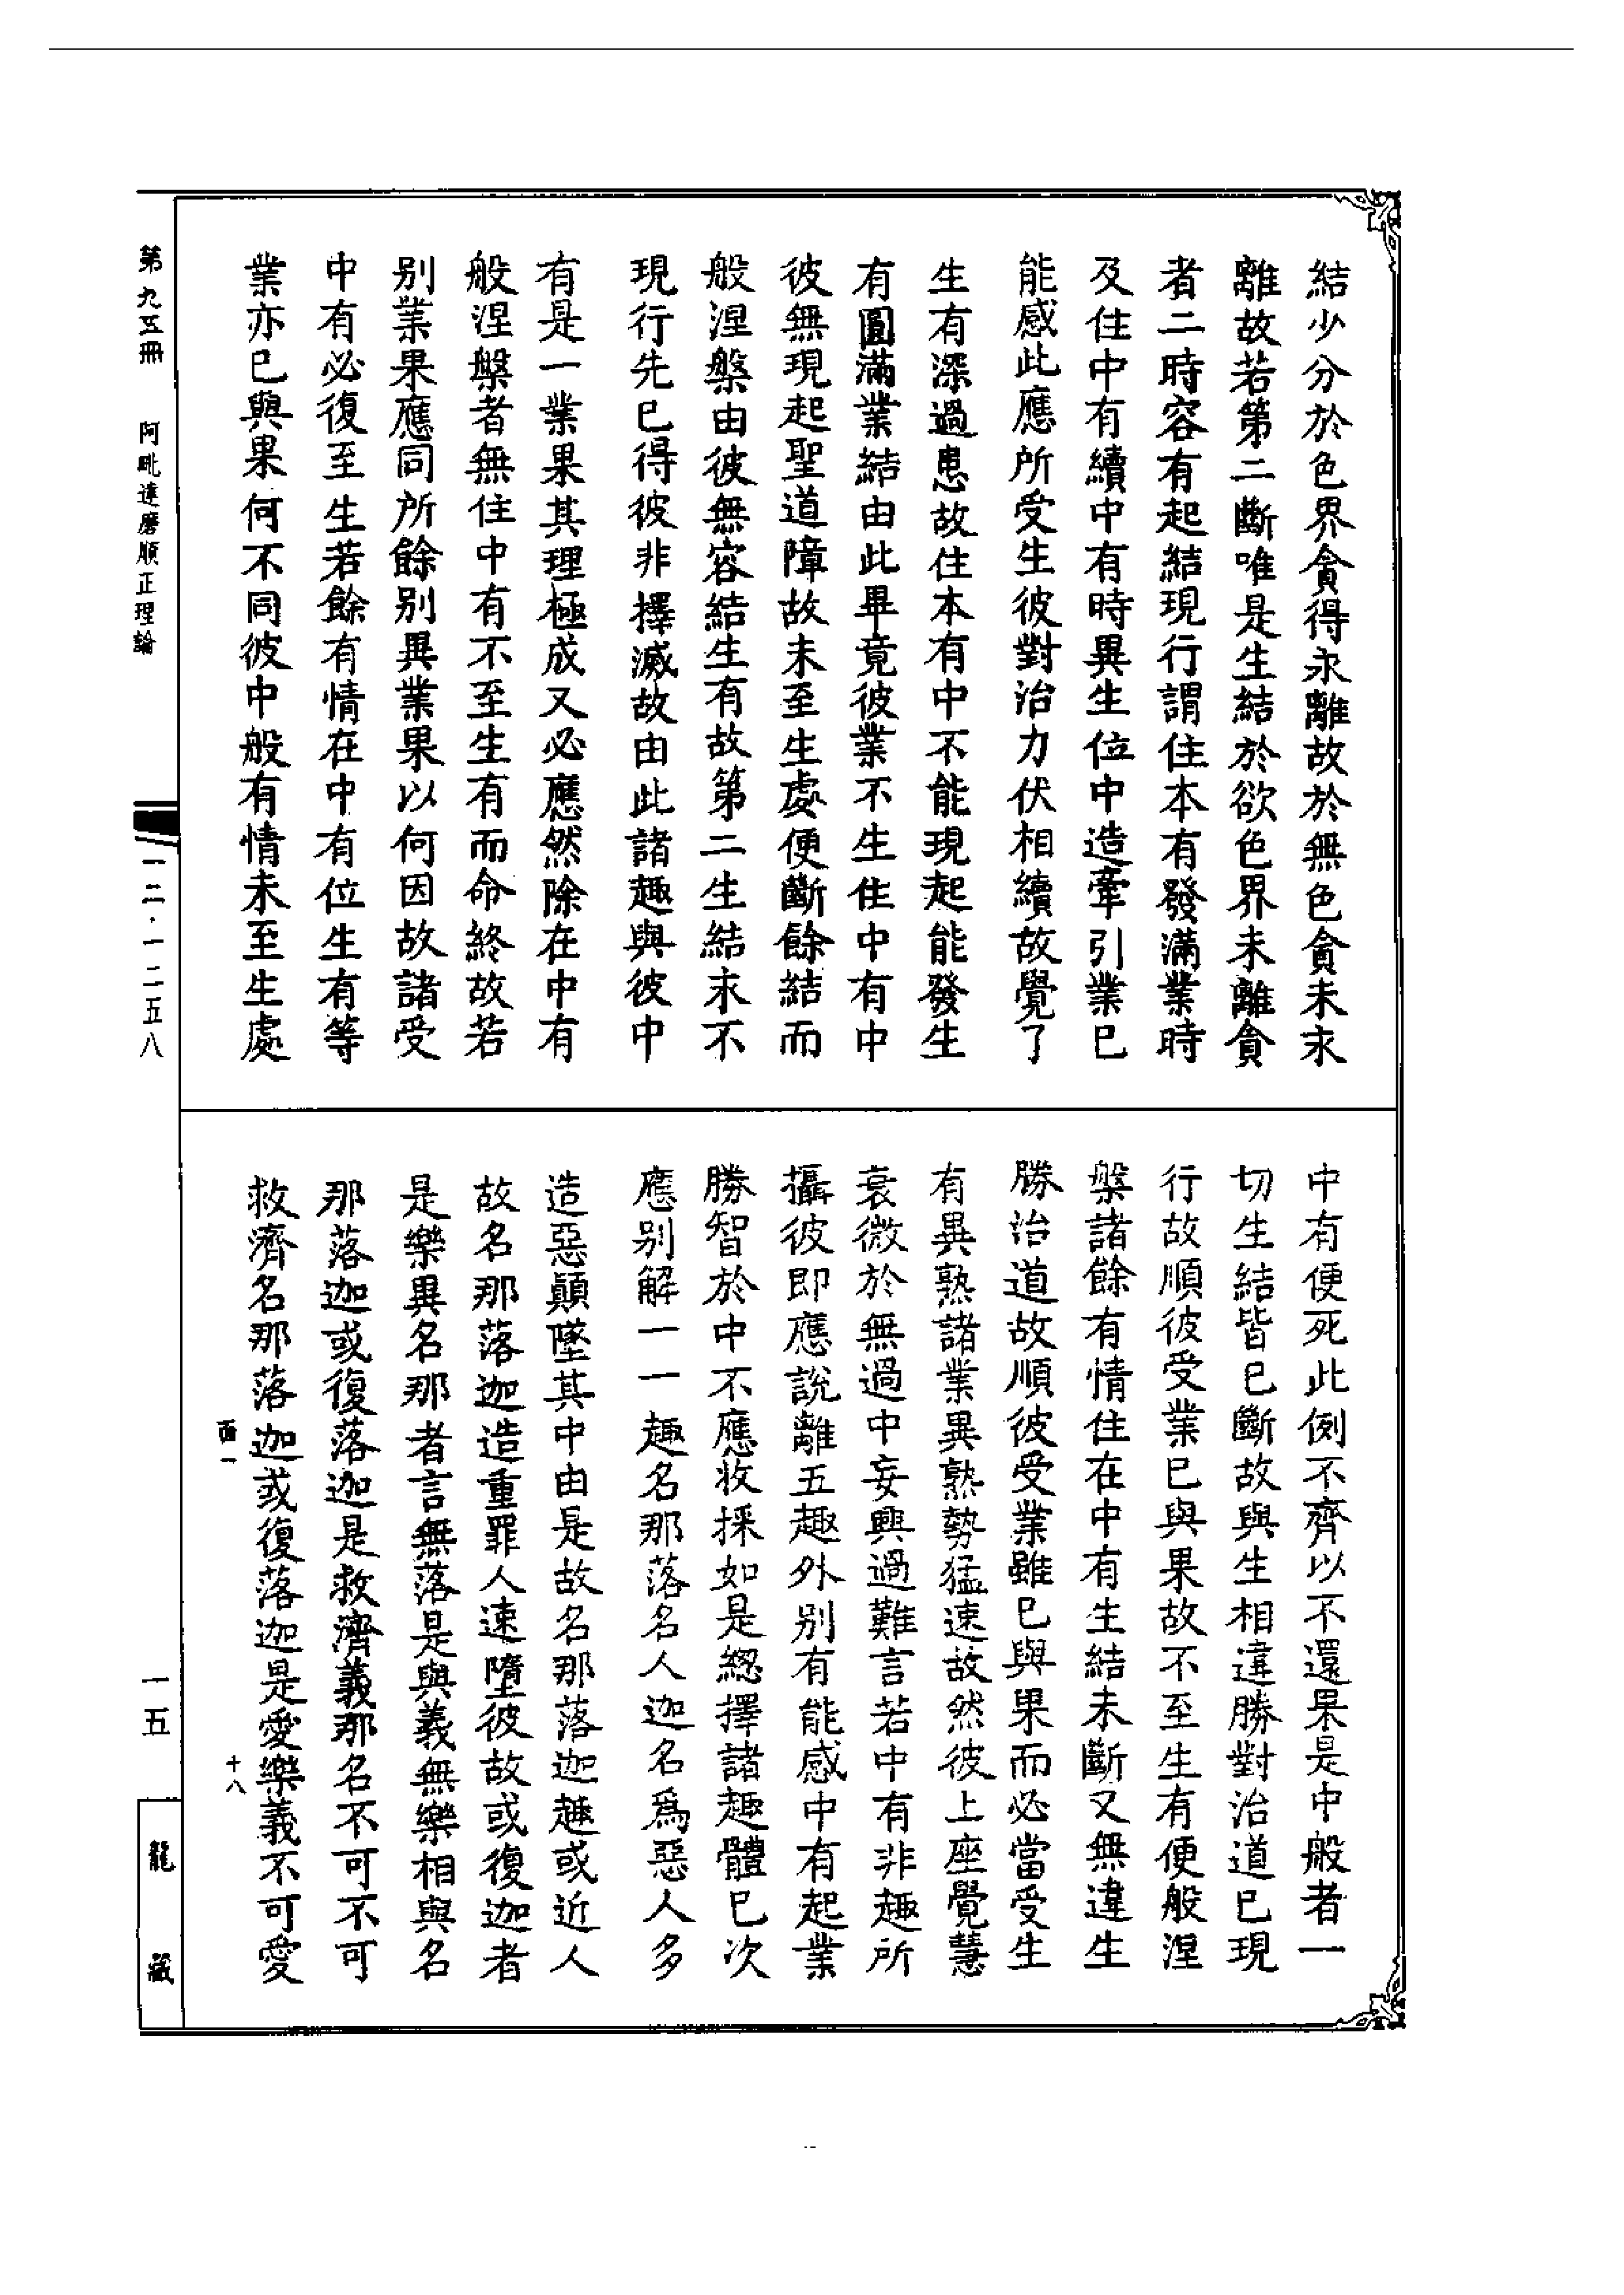 結少分於色界貪得永離故於無色貪未永
離故若第二斷唯是生結於欲色界未離貪
者二時容有起結現行謂住本有發滿業時
及住中有續中有時異生位中造牽引業已
能感此應所受生彼對治力伏相續故覺了
生有深過患故住本有中不能現起能發生
有圓滿業結由此畢竟彼業不生住中有中
彼無現起聖道障故未至生處便斷餘結而
般涅槃由彼無容結生有故第二生結未不
現行先已得彼非擇滅故由此諸趣與彼中
有是一業果其理極成又必應然除在中有
般涅槃者無住中有不至生有而命終故若
别業果應同所餘别異業果以何因故諸受
中有必復至生若餘有情在中有位生有等
業亦已與果何不同彼中般有情未至生處
中有便死此例不齊以不還果是中般者一
切生結皆已斷故與生相違勝對治道已現
行故順彼受業已與果故不至生有便般涅
槃諸餘有情住在中有生結未斷又無違生
勝治道故順彼受業雖已與果而必當受生
有異熟諸業異熟勢猛速故然彼上座覺慧
衰微於無過中妄興過難言若中有非趣所
攝彼即應說離五趣外别有能感中有起業
勝智於中不應收採如是總擇諸趣體已次
應别解一一趣名那落名人迦名爲惡人多
造惡顛墜其中由是故名那落迦趣或近人
故名那落迦造重罪人速墮彼故或復迦者
是樂異名那者言無落是與義無樂相與名
那落迦或復落迦是救濟義那名不可不可
救濟名那落迦或復落迦是愛樂義不可愛
面一
十八
第九五冊
阿毗達磨順正理論
一二·一二五八
一五
龍藏